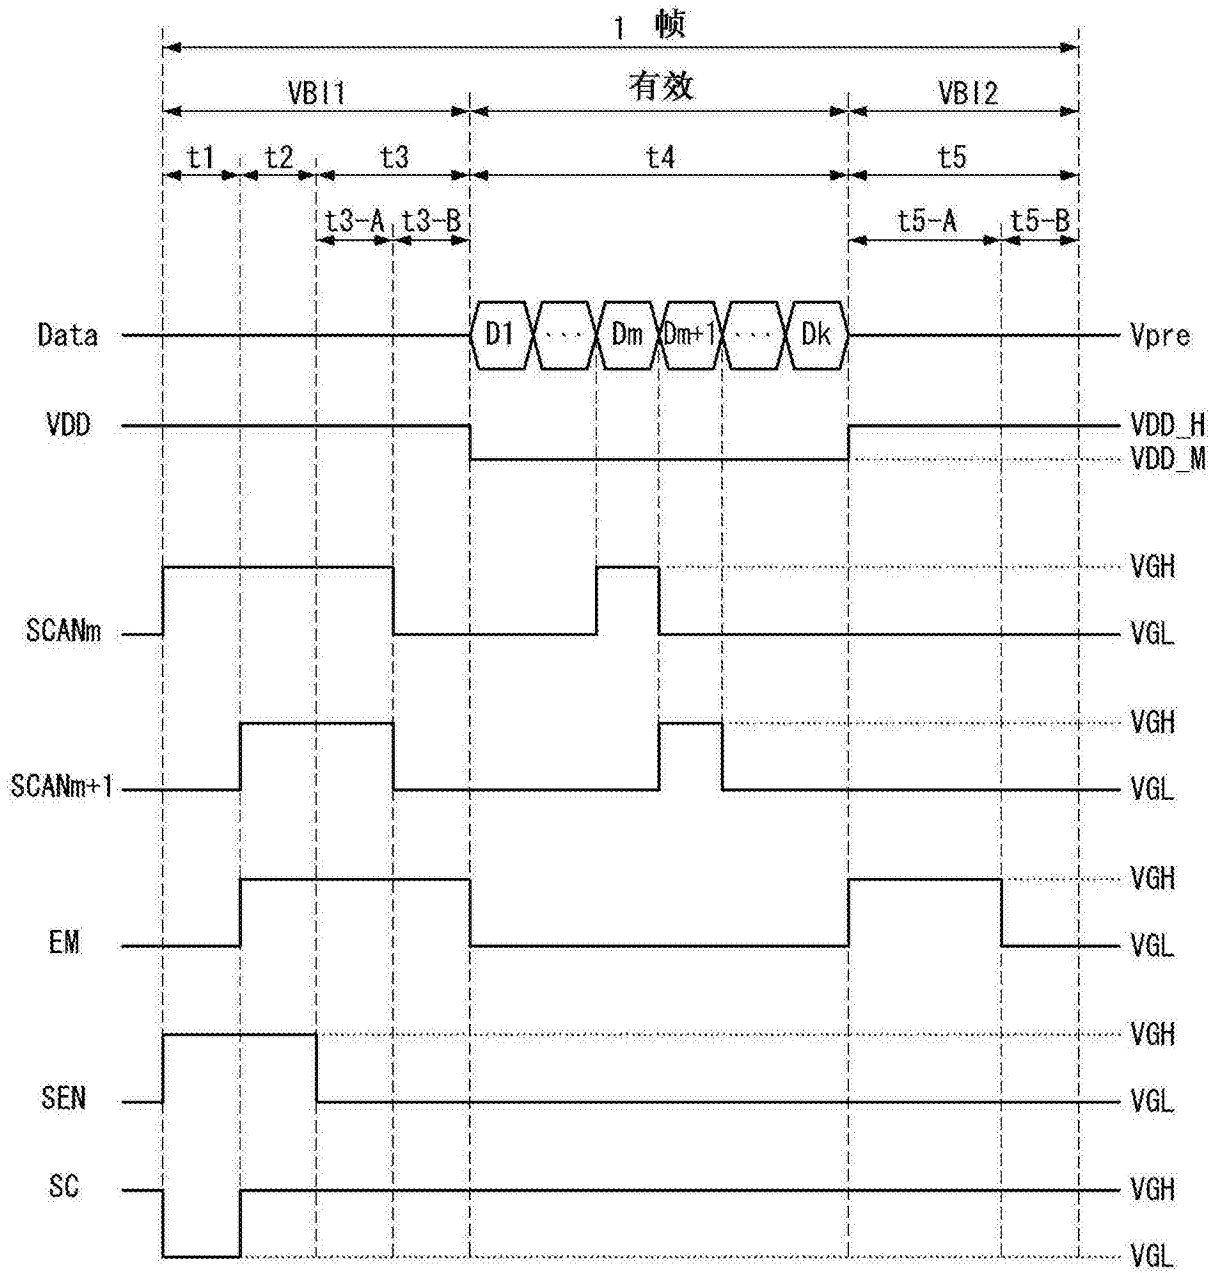 1 帧
VBI1 有效 VBI2
t1 t2 t3 t4 t5
t3-A t3-B t5-A t5-B
Data D1 ··· Dm Dm+1 ··· Dk Vpre
VDD VDD_H
VDD_M
VGH
SCANm VGL
VGH
SCANm+1 VGL
VGH
EM VGL
VGH
SEN VGL
SC VGH
VGL